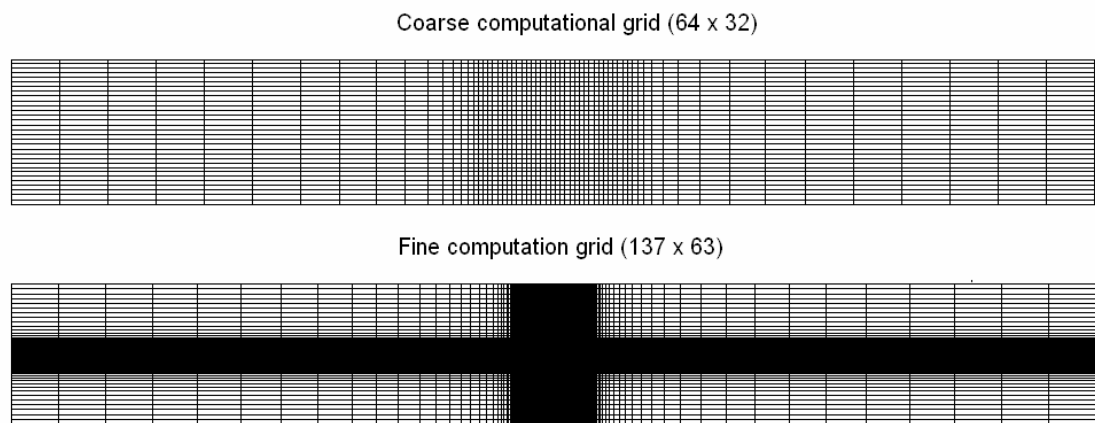 Coarse computational grid (64 x 32)
Fine computation grid (137 x 63)